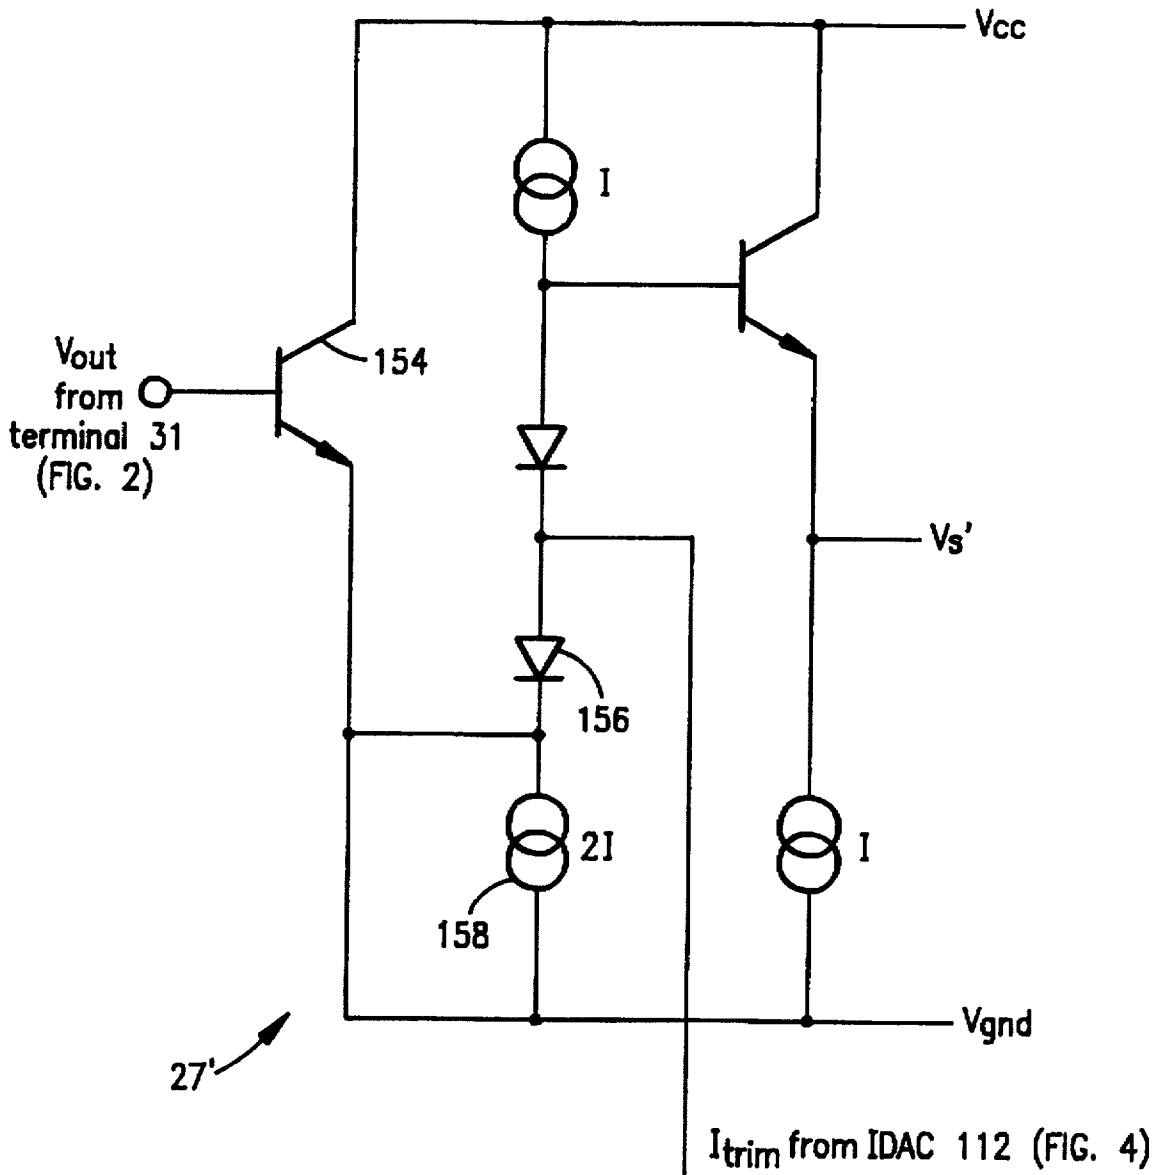 Vcc
I
Vout
from
terminal 31
(FIG. 2)
154
Vs'
156
2I
I
158
Vgnd
27'
Itrim from IDAC 112 (FIG. 4)